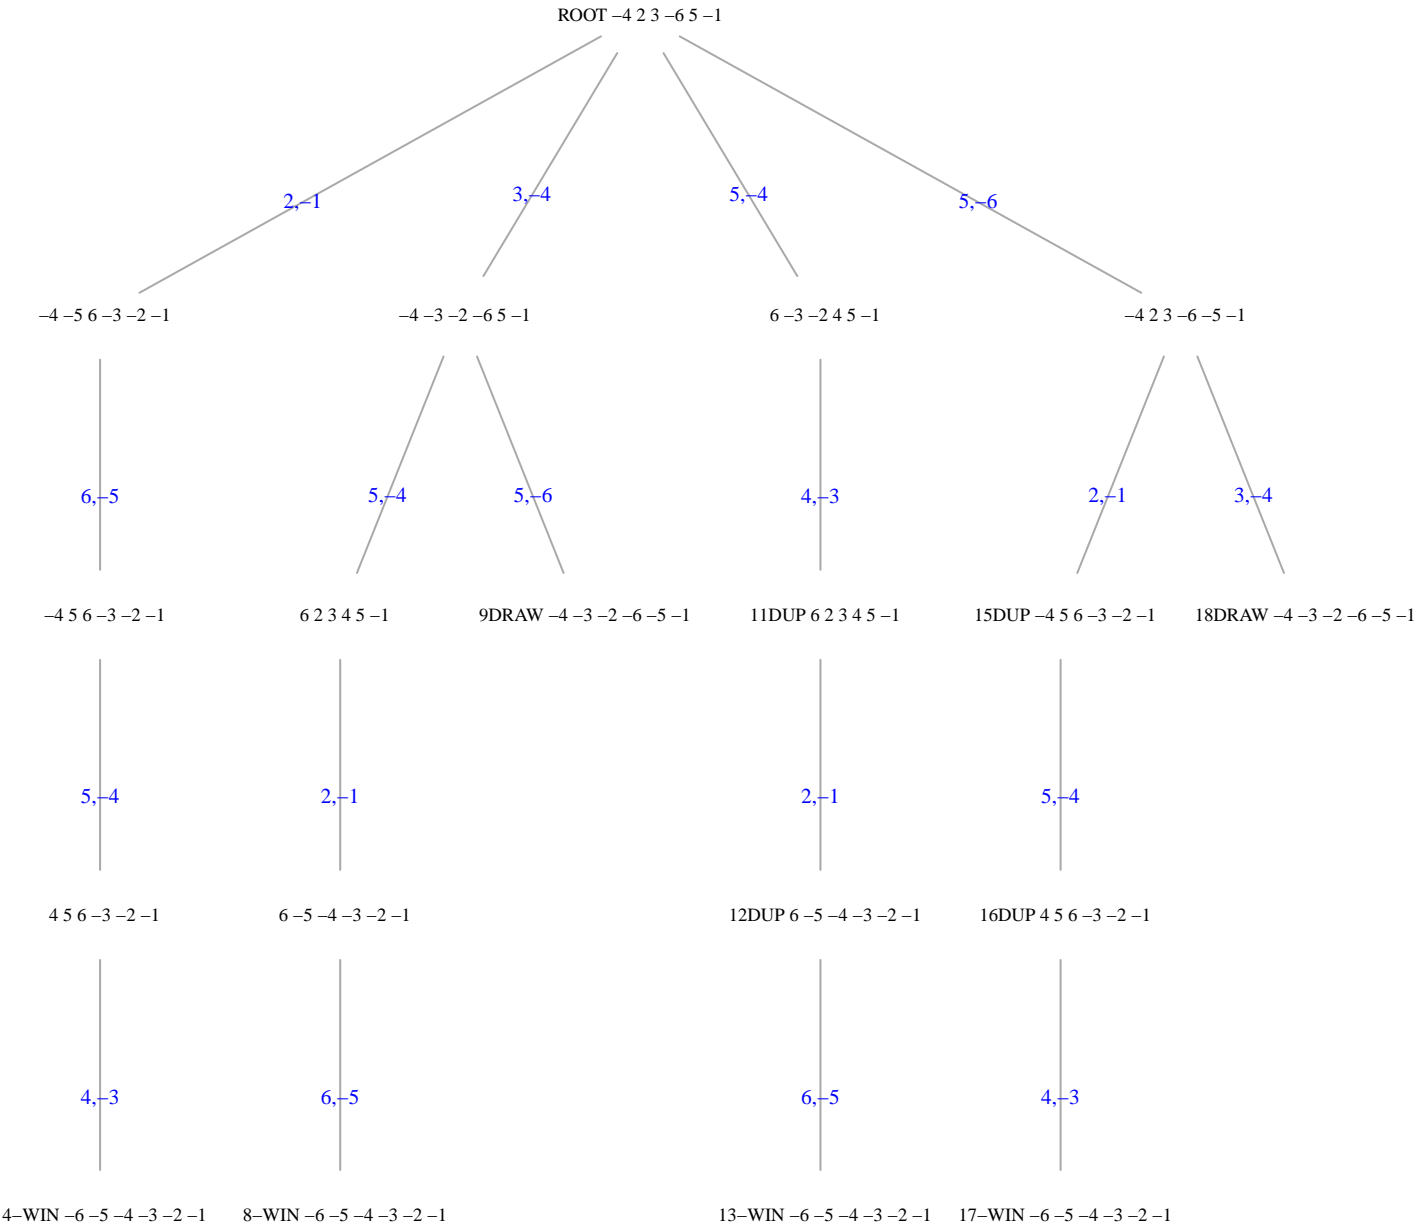 ROOT –4 2 3 –6 5 –1
2,–1
3,–4
5,–4
5,–6
–4 –5 6 –3 –2 –1
–4 –3 –2 –6 5 –1
6 –3 –2 4 5 –1
–4 2 3 –6 –5 –1
6,–5
5,–4
5,–6
4,–3
2,–1
3,–4
–4 5 6 –3 –2 –1
6 2 3 4 5 –1
9DRAW –4 –3 –2 –6 –5 –1
11DUP 6 2 3 4 5 –1
15DUP –4 5 6 –3 –2 –1
18DRAW –4 –3 –2 –6 –5 –1
5,–4
2,–1
2,–1
5,–4
4 5 6 –3 –2 –1
6 –5 –4 –3 –2 –1
12DUP 6 –5 –4 –3 –2 –1
16DUP 4 5 6 –3 –2 –1
4,–3
6,–5
6,–5
4,–3
4–WIN –6 –5 –4 –3 –2 –1
8–WIN –6 –5 –4 –3 –2 –1
13–WIN –6 –5 –4 –3 –2 –1
17–WIN –6 –5 –4 –3 –2 –1